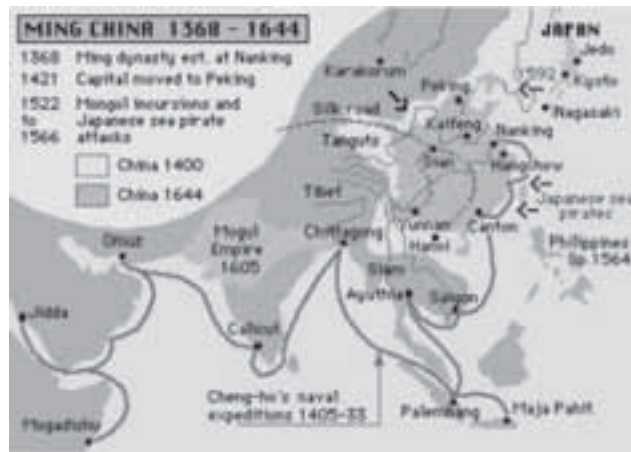 MING CHINA 1368 - 1644
1368 Ming dynasty est. at Nanking
1421 Capital moved to Peking
1522 Mongol incursions and
to Japanese sea pirate
1566 attacks
China 1400
China 1644
JAPAN
Jedo
Kyoto
Nagasaki
1592
Karakorum
Peking
Silk road
Kaifeng
Nanking
Tanguts
Sian
Hangchow
Tibet
Japanese sea
pirates
Yunnam
Canton
Hanoi
Mogul
Empire
1605
Chittagong
Ormuz
Philippines
Sp. 1564
Siam
Ayuthia
Saigon
Jidda
Calicut
Cheng-ho's naval
expeditions 1405-33
Palembang
Maja Pahit
Mogadishu